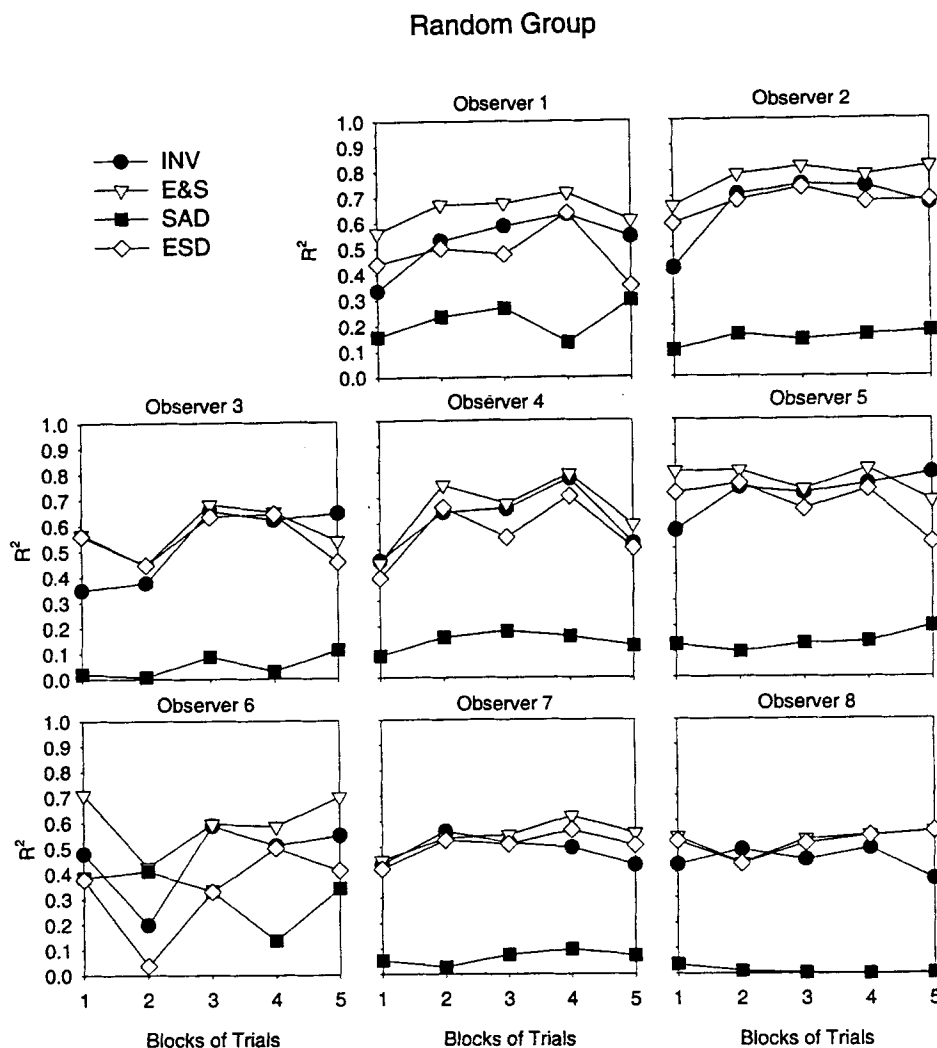 Random Group
INV
E&S
SAD
ESD
Observer 1
1.0
0.9
0.8
0.7
0.6
0.5
0.4
0.3
0.2
0.1
0.0
R²
Observer 2
Observer 3
1.0
0.9
0.8
0.7
0.6
0.5
0.4
0.3
0.2
0.1
0.0
R²
Observer 4
Observer 5
Observer 6
1.0
0.9
0.8
0.7
0.6
0.5
0.4
0.3
0.2
0.1
0.0
R²
1 2 3 4 5
Blocks of Trials
Observer 7
1 2 3 4 5
Blocks of Trials
Observer 8
1 2 3 4 5
Blocks of Trials